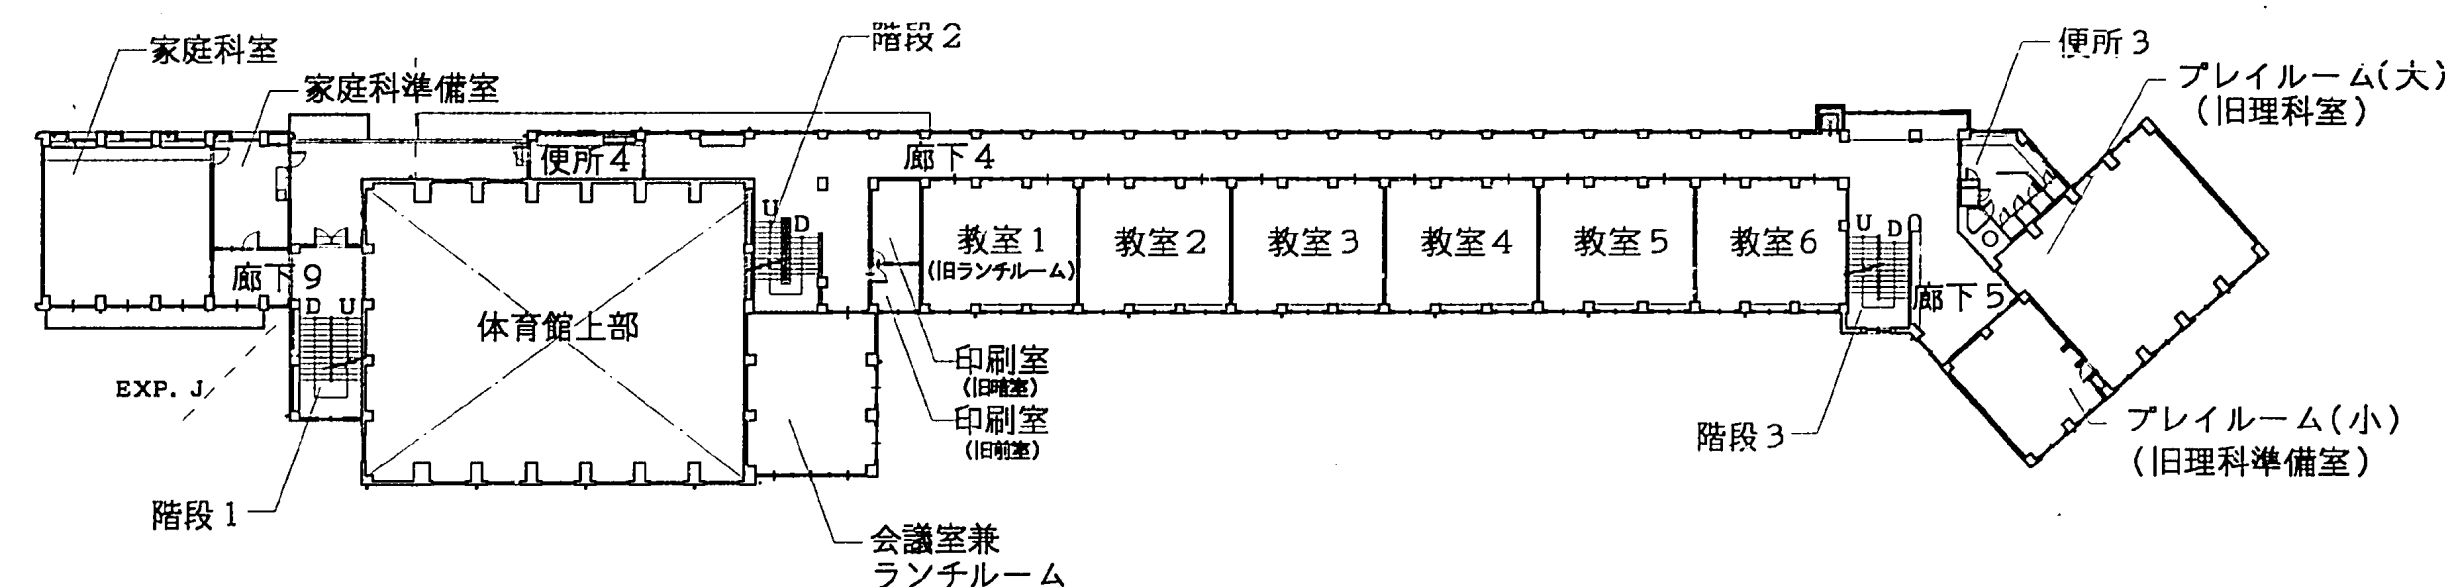 家庭科室
家庭科準備室
階段2
便所3
プレイルーム(大)
(旧理科室)
便所4
廊下4
U
D
教室1
(旧ランチルーム)
教室2
教室3
教室4
教室5
教室6
U D
廊下9
D U
廊下5
体育館上部
EXP. J
印刷室
(旧暗室)
印刷室
(旧前室)
階段3
プレイルーム(小)
(旧理科準備室)
階段1
会議室兼
ランチルーム